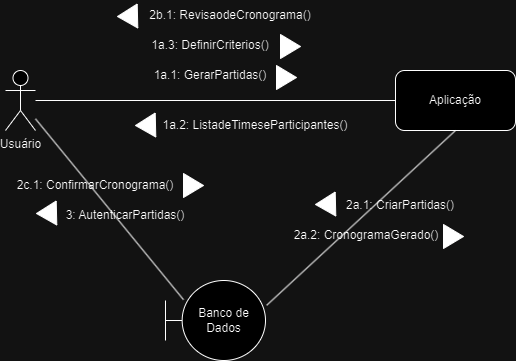 2b.1: RevisaodeCronograma()
1a.3: DefinirCriterios()
1a.1: GerarPartidas()
Aplicação
1a.2: ListadeTimeseParticipantes()
Usuário
2c.1: ConfirmarCronograma()
3: AutenticarPartidas()
2a.1: CriarPartidas()
2a.2: CronogramaGerado()
Banco de
Dados